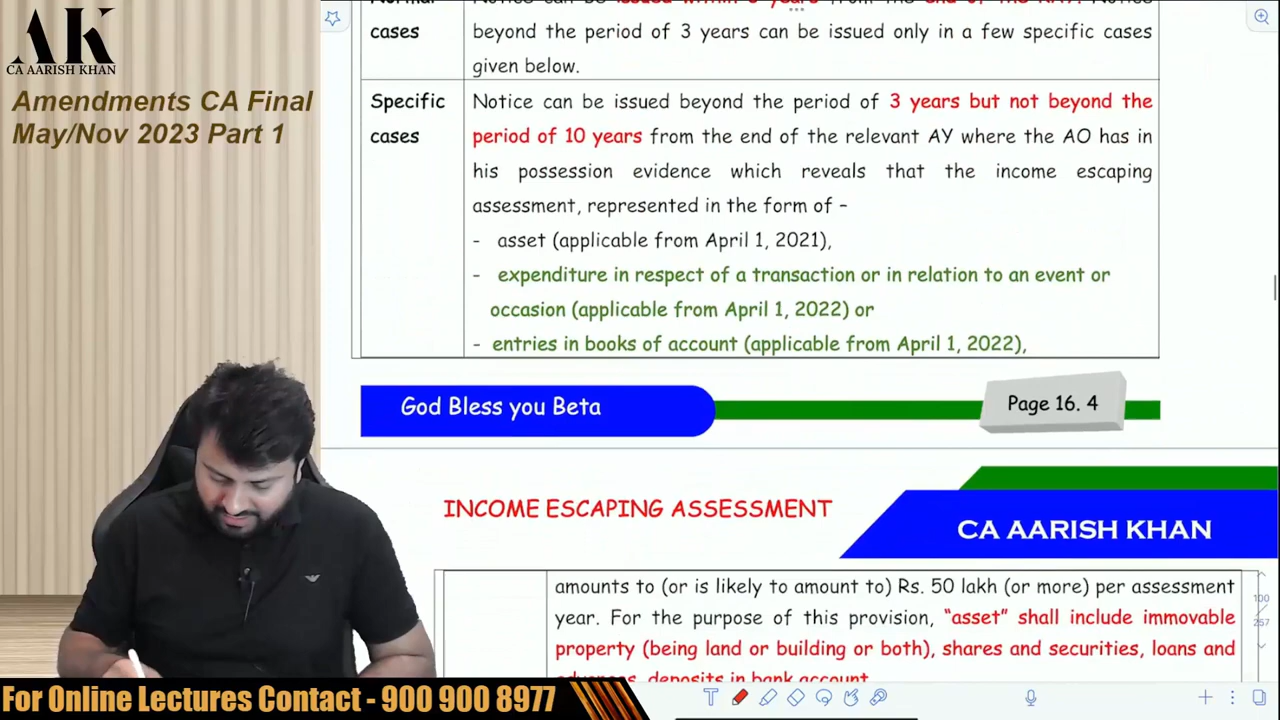 AK
CA AARISH KHAN
Amendments CA Final
May/Nov 2023 Part 1
cases
beyond the period of 3 years can be issued only in a few specific cases
given below.
Specific
cases
Notice can be issued beyond the period of 3 years but not beyond the
period of 10 years from the end of the relevant AY where the AO has in
his possession evidence which reveals that the income escaping
assessment, represented in the form of –
- asset (applicable from April 1, 2021),
- expenditure in respect of a transaction or in relation to an event or
occasion (applicable from April 1, 2022) or
- entries in books of account (applicable from April 1, 2022),
God Bless you Beta
Page 16. 4
INCOME ESCAPING ASSESSMENT
CA AARISH KHAN
amounts to (or is likely to amount to) Rs. 50 lakh (or more) per assessment
year. For the purpose of this provision, "asset" shall include immovable
property (being land or building or both), shares and securities, loans and
advances, deposits in bank account
100
257
For Online Lectures Contact - 900 900 8977